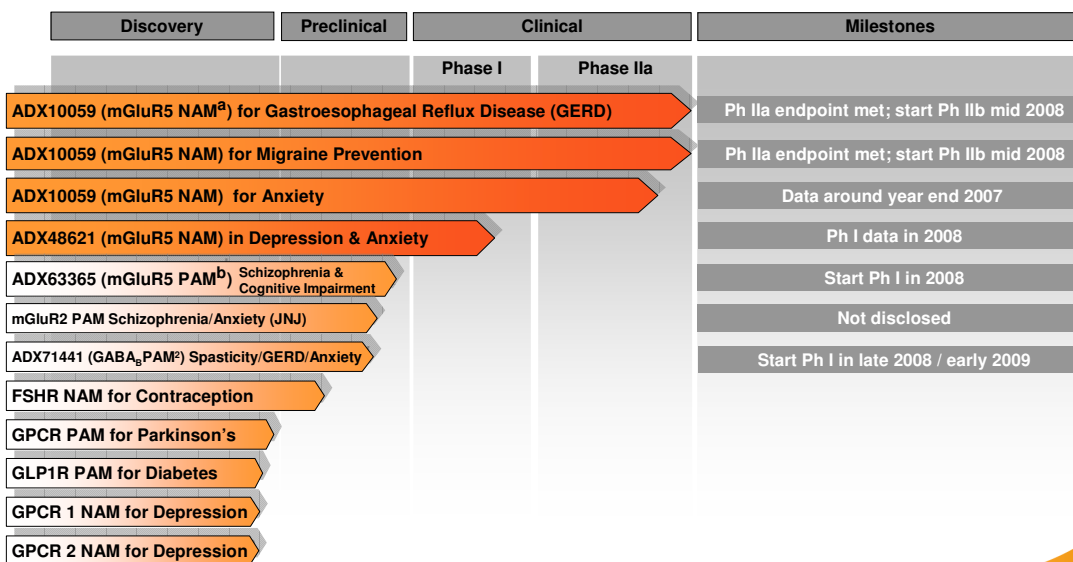 Discovery Preclinical Clinical Milestones
Phase I Phase IIa
ADX10059 (mGluR5 NAMᵃ) for Gastroesophageal Reflux Disease (GERD) Ph IIa endpoint met; start Ph IIb mid 2008
ADX10059 (mGluR5 NAM) for Migraine Prevention Ph IIa endpoint met; start Ph IIb mid 2008
ADX10059 (mGluR5 NAM) for Anxiety Data around year end 2007
ADX48621 (mGluR5 NAM) in Depression & Anxiety Ph I data in 2008
ADX63365 (mGluR5 PAMᵇ) Schizophrenia & Cognitive Impairment Start Ph I in 2008
mGluR2 PAM Schizophrenia/Anxiety (JNJ) Not disclosed
ADX71441 (GABA_BPAM²) Spasticity/GERD/Anxiety Start Ph I in late 2008 / early 2009
FSHR NAM for Contraception
GPCR PAM for Parkinson's
GLP1R PAM for Diabetes
GPCR 1 NAM for Depression
GPCR 2 NAM for Depression